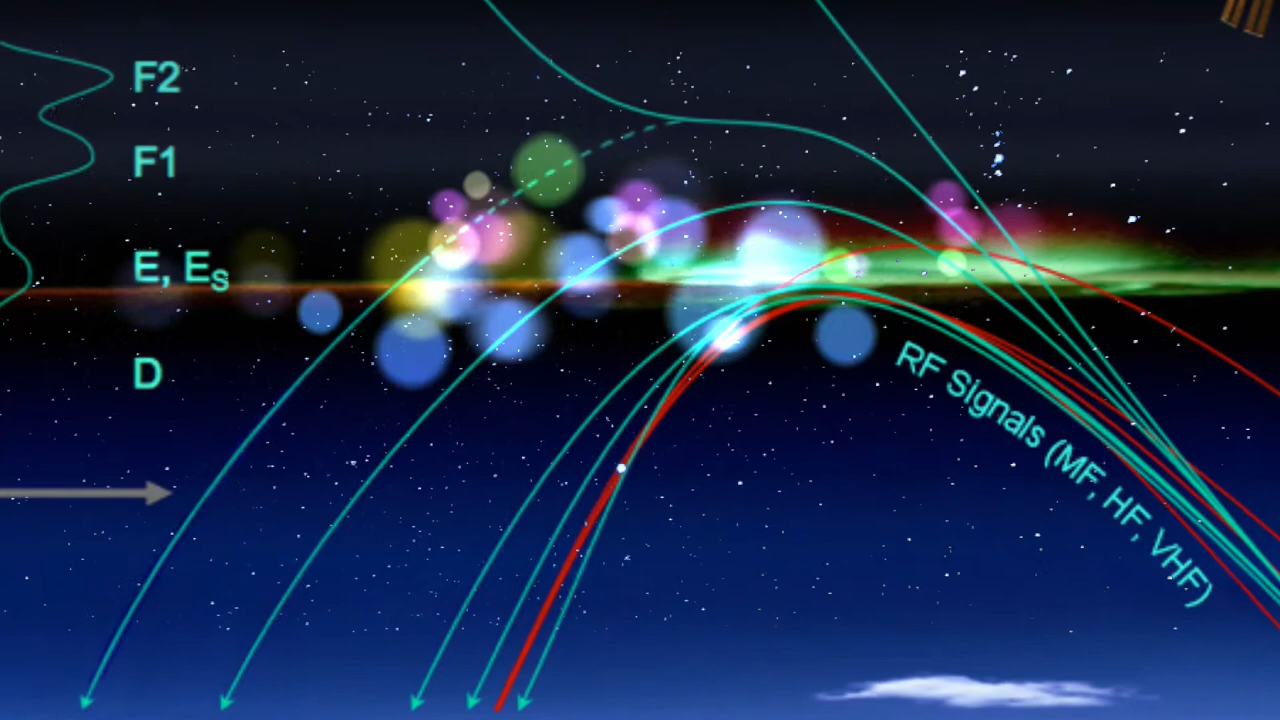 F2
F1
E, Es
D
RF Signals (MF, HF, VHF)